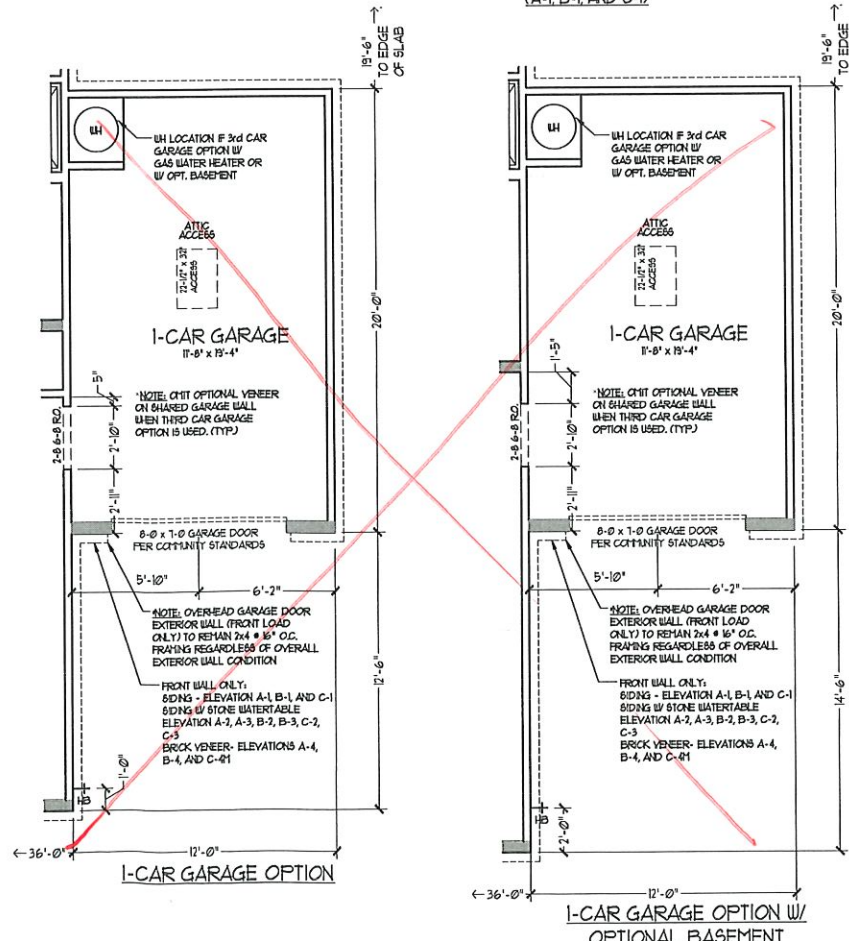 (A-1, B-1, AND C-1)
19'-6"
TO EDGE
OF SLAB
WH
WH LOCATION IF 3rd CAR
GARAGE OPTION W/
GAS WATER HEATER OR
W/ OPT. BASEMENT
ATTIC
ACCESS
22-1/2" x 32"
ACCESS
1-CAR GARAGE
11'-8" x 19'-4"
20'-0"
5"
*NOTE: OMIT OPTIONAL VENEER
ON SHARED GARAGE WALL
WHEN THIRD CAR GARAGE
OPTION IS USED. (TYP.)
2-8 6-8 R.O.
2'-10"
2'-11"
8-0 x 7-0 GARAGE DOOR
PER COMMUNITY STANDARDS
5'-10"
6'-2"
*NOTE: OVERHEAD GARAGE DOOR
EXTERIOR WALL (FRONT LOAD
ONLY) TO REMAIN 2x4 @ 16" O.C.
FRAMING REGARDLESS OF OVERALL
EXTERIOR WALL CONDITION
12'-6"
FRONT WALL ONLY:
SIDING - ELEVATION A-1, B-1, AND C-1
SIDING W/ STONE WATERTABLE
ELEVATION A-2, A-3, B-2, B-3, C-2,
C-3
BRICK VENEER- ELEVATIONS A-4,
B-4, AND C-4M
1'-0"
HB
36'-0"
12'-0"
1-CAR GARAGE OPTION
19'-6"
TO EDGE
WH
WH LOCATION IF 3rd CAR
GARAGE OPTION W/
GAS WATER HEATER OR
W/ OPT. BASEMENT
ATTIC
ACCESS
22-1/2" x 32"
ACCESS
1-CAR GARAGE
11'-8" x 19'-4"
20'-0"
1'-5"
*NOTE: OMIT OPTIONAL VENEER
ON SHARED GARAGE WALL
WHEN THIRD CAR GARAGE
OPTION IS USED. (TYP.)
2-8 6-8 R.O.
2'-10"
2'-11"
8-0 x 7-0 GARAGE DOOR
PER COMMUNITY STANDARDS
5'-10"
6'-2"
*NOTE: OVERHEAD GARAGE DOOR
EXTERIOR WALL (FRONT LOAD
ONLY) TO REMAIN 2x4 @ 16" O.C.
FRAMING REGARDLESS OF OVERALL
EXTERIOR WALL CONDITION
14'-6"
FRONT WALL ONLY:
SIDING - ELEVATION A-1, B-1, AND C-1
SIDING W/ STONE WATERTABLE
ELEVATION A-2, A-3, B-2, B-3, C-2,
C-3
BRICK VENEER- ELEVATIONS A-4,
B-4, AND C-4M
HB
2'-0"
36'-0"
12'-0"
1-CAR GARAGE OPTION W/
OPTIONAL BASEMENT